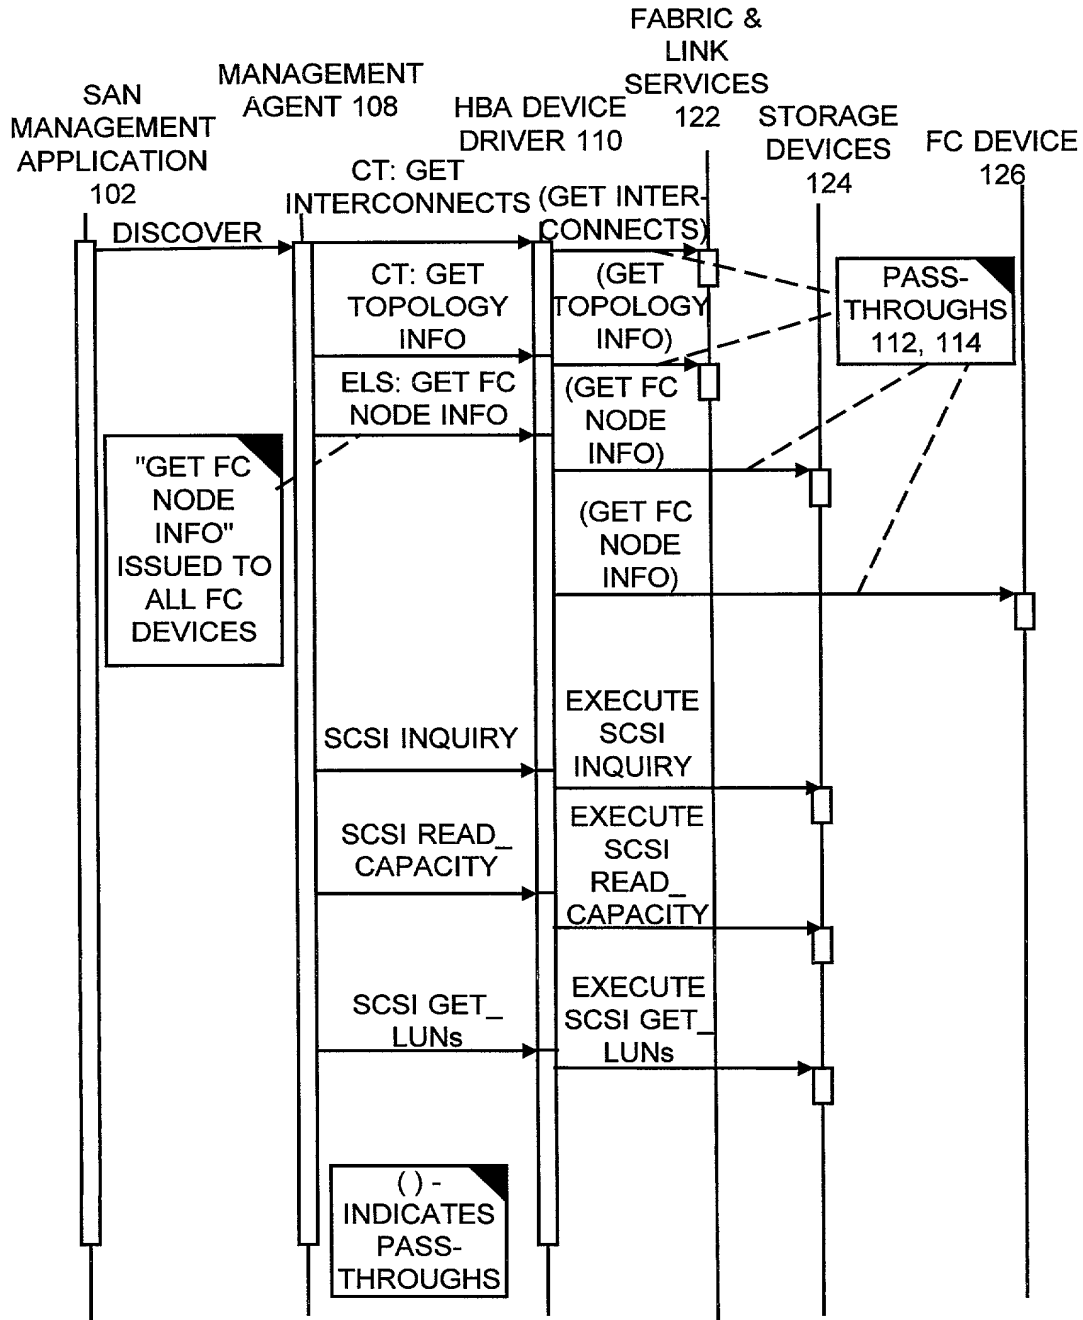 FABRIC &
LINK
SERVICES
122
MANAGEMENT
AGENT 108
SAN
MANAGEMENT
APPLICATION
102
HBA DEVICE
DRIVER 110
STORAGE
DEVICES
124
FC DEVICE
126
DISCOVER
CT: GET
INTERCONNECTS
(GET INTER-
CONNECTS)
CT: GET
TOPOLOGY
INFO
(GET
TOPOLOGY
INFO)
PASS-
THROUGHS
112, 114
ELS: GET FC
NODE INFO
(GET FC
NODE
INFO)
"GET FC
NODE
INFO"
ISSUED TO
ALL FC
DEVICES
(GET FC
NODE
INFO)
SCSI INQUIRY
EXECUTE
SCSI
INQUIRY
SCSI READ_
CAPACITY
EXECUTE
SCSI
READ_
CAPACITY
SCSI GET_
LUNs
EXECUTE
SCSI GET_
LUNs
( ) -
INDICATES
PASS-
THROUGHS